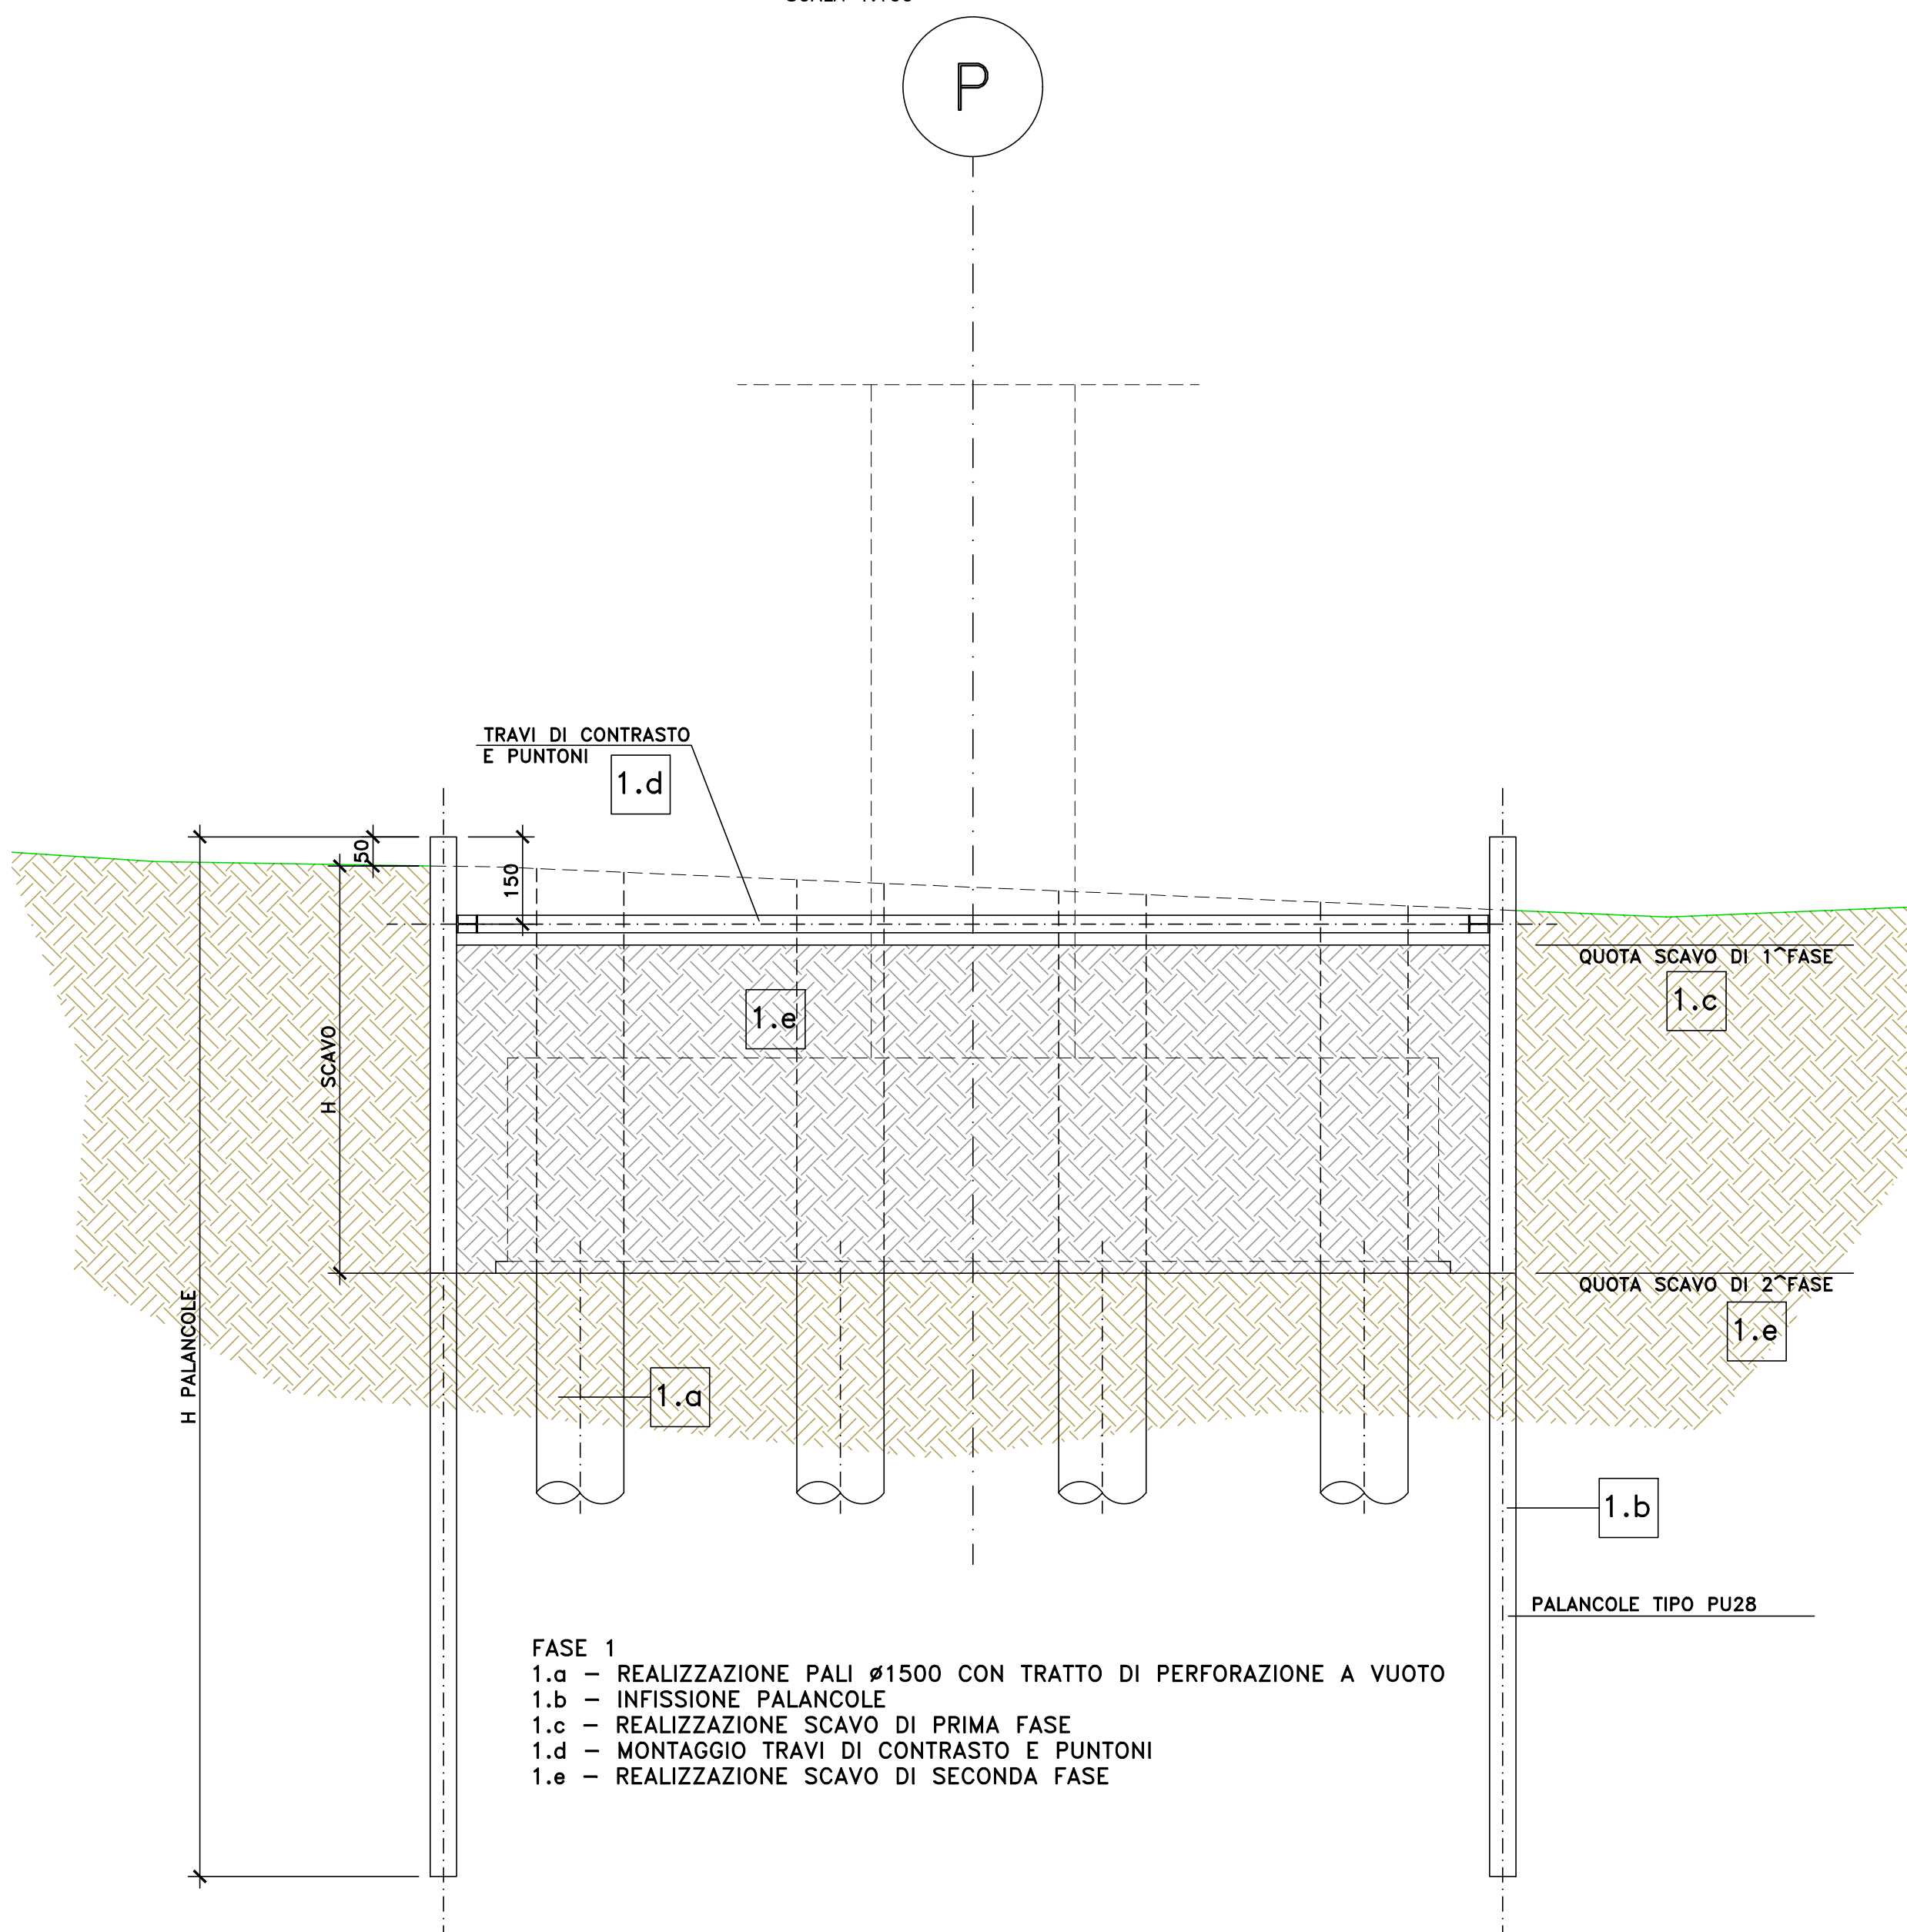 P
TRAVI DI CONTRASTO
E PUNTONI
1.d
50
150
QUOTA SCAVO DI 1^FASE
1.c
1.e
H SCAVO
QUOTA SCAVO DI 2^FASE
1.e
H PALANCOLE
1.a
1.b
PALANCOLE TIPO PU28
FASE 1
1.a – REALIZZAZIONE PALI ø1500 CON TRATTO DI PERFORAZIONE A VUOTO
1.b – INFISSIONE PALANCOLE
1.c – REALIZZAZIONE SCAVO DI PRIMA FASE
1.d – MONTAGGIO TRAVI DI CONTRASTO E PUNTONI
1.e – REALIZZAZIONE SCAVO DI SECONDA FASE